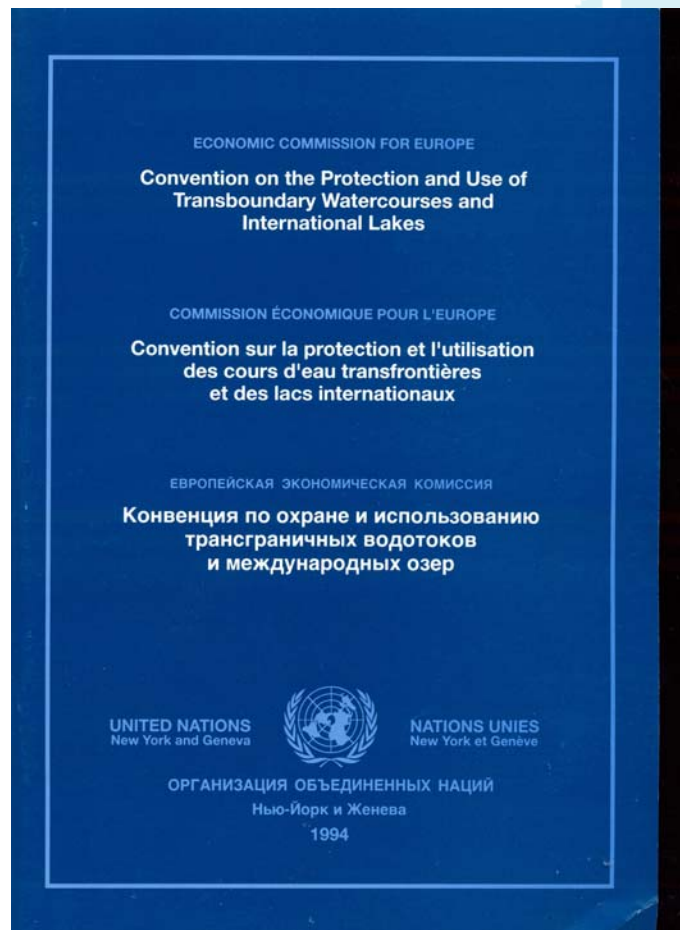 ECONOMIC COMMISSION FOR EUROPE
Convention on the Protection and Use of
Transboundary Watercourses and
International Lakes
COMMISSION ÉCONOMIQUE POUR L'EUROPE
Convention sur la protection et l'utilisation
des cours d'eau transfrontières
et des lacs internationaux
ЕВРОПЕЙСКАЯ ЭКОНОМИЧЕСКАЯ КОМИССИЯ
Конвенция по охране и использованию
трансграничных водотоков
и международных озер
UNITED NATIONS
New York and Geneva
NATIONS UNIES
New York et Genève
ОРГАНИЗАЦИЯ ОБЪЕДИНЕННЫХ НАЦИЙ
Нью-Йорк и Женева
1994